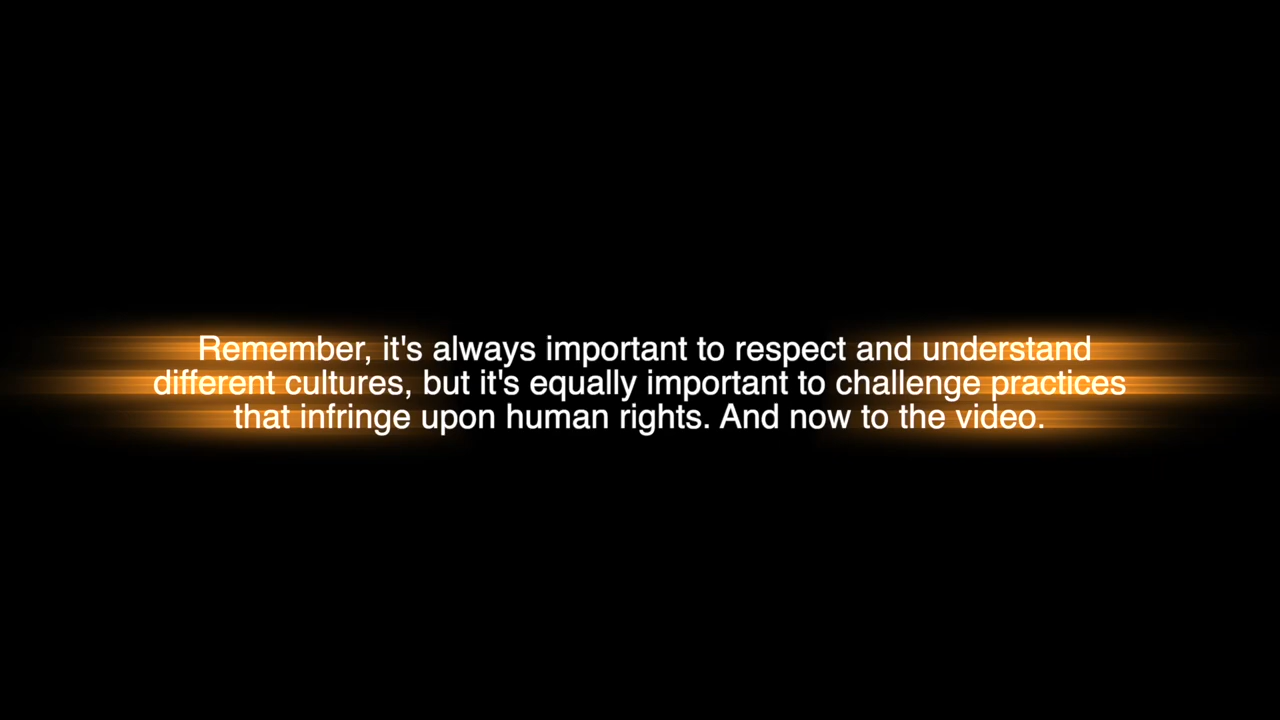 Remember, it's always important to respect and understand
different cultures, but it's equally important to challenge practices
that infringe upon human rights. And now to the video.